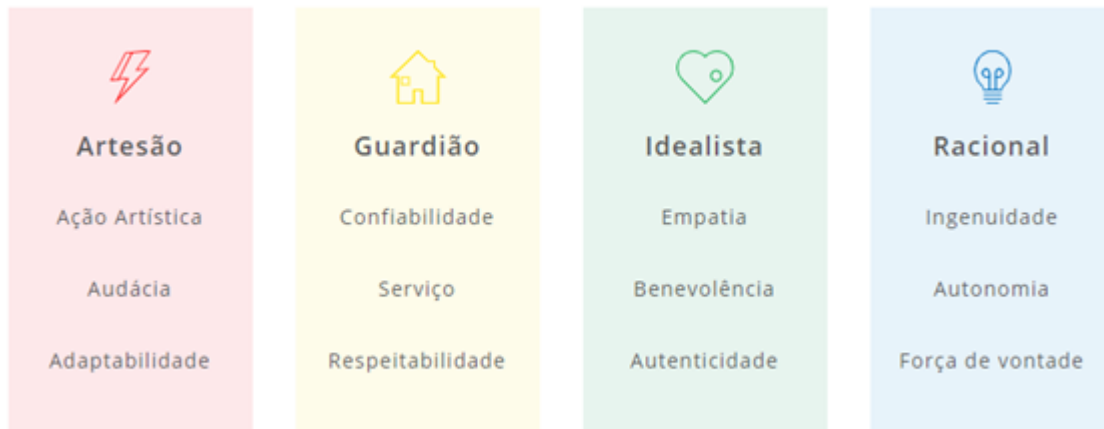 Artesão
Ação Artística
Audácia
Adaptabilidade
Guardião
Confiabilidade
Serviço
Respeitabilidade
Idealista
Empatia
Benevolência
Autenticidade
Racional
Ingenuidade
Autonomia
Força de vontade